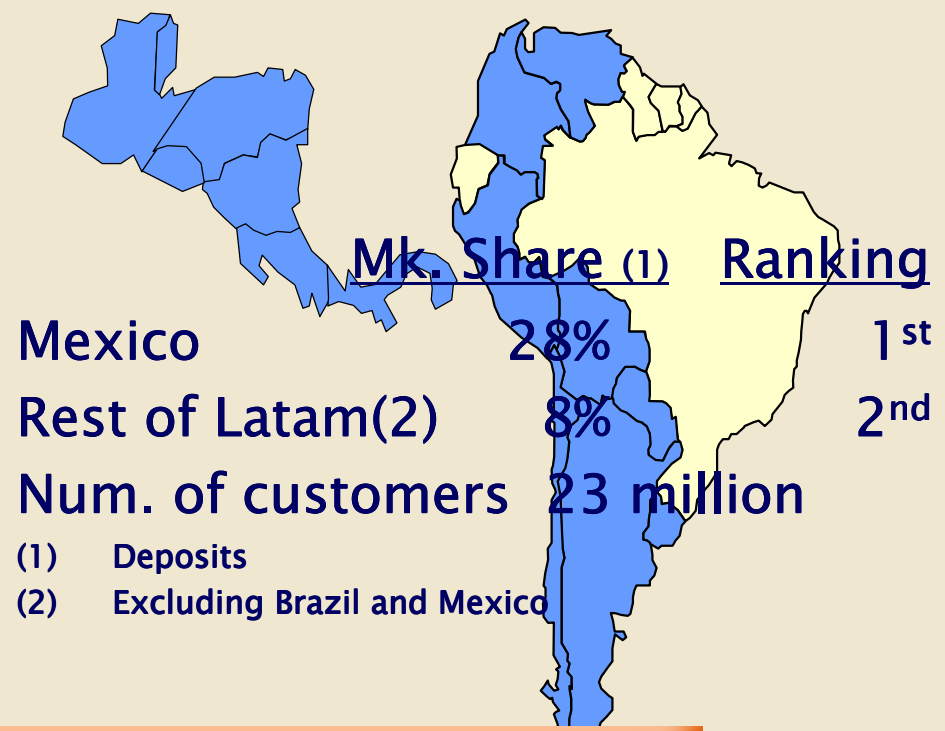 Mk. Share (1) Ranking
Mexico 28% 1st
Rest of Latam(2) 8% 2nd
Num. of customers 23 million
(1) Deposits
(2) Excluding Brazil and Mexico